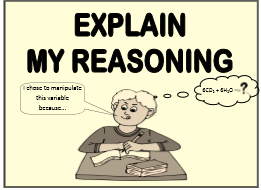 EXPLAIN
MY REASONING
I chose to manipulate
this variable
because...
6CO₂ + 6H₂O → ?